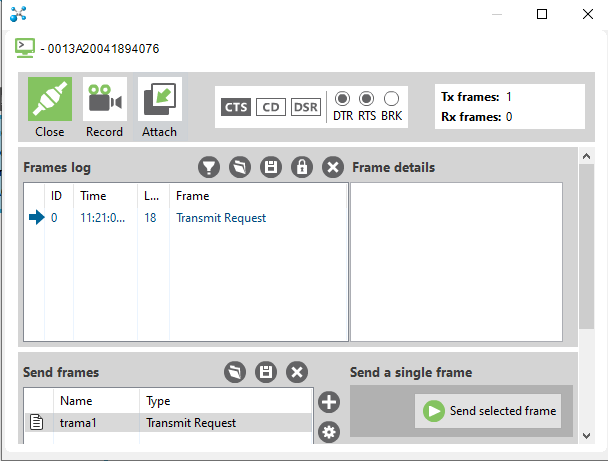 - 0013A20041894076
Close Record Attach
CTS CD DSR
DTR RTS BRK
Tx frames: 1
Rx frames: 0
Frames log
ID Time L... Frame
0 11:21:0... 18 Transmit Request
Frame details
Send frames
Name Type
trama1 Transmit Request
Send a single frame
Send selected frame